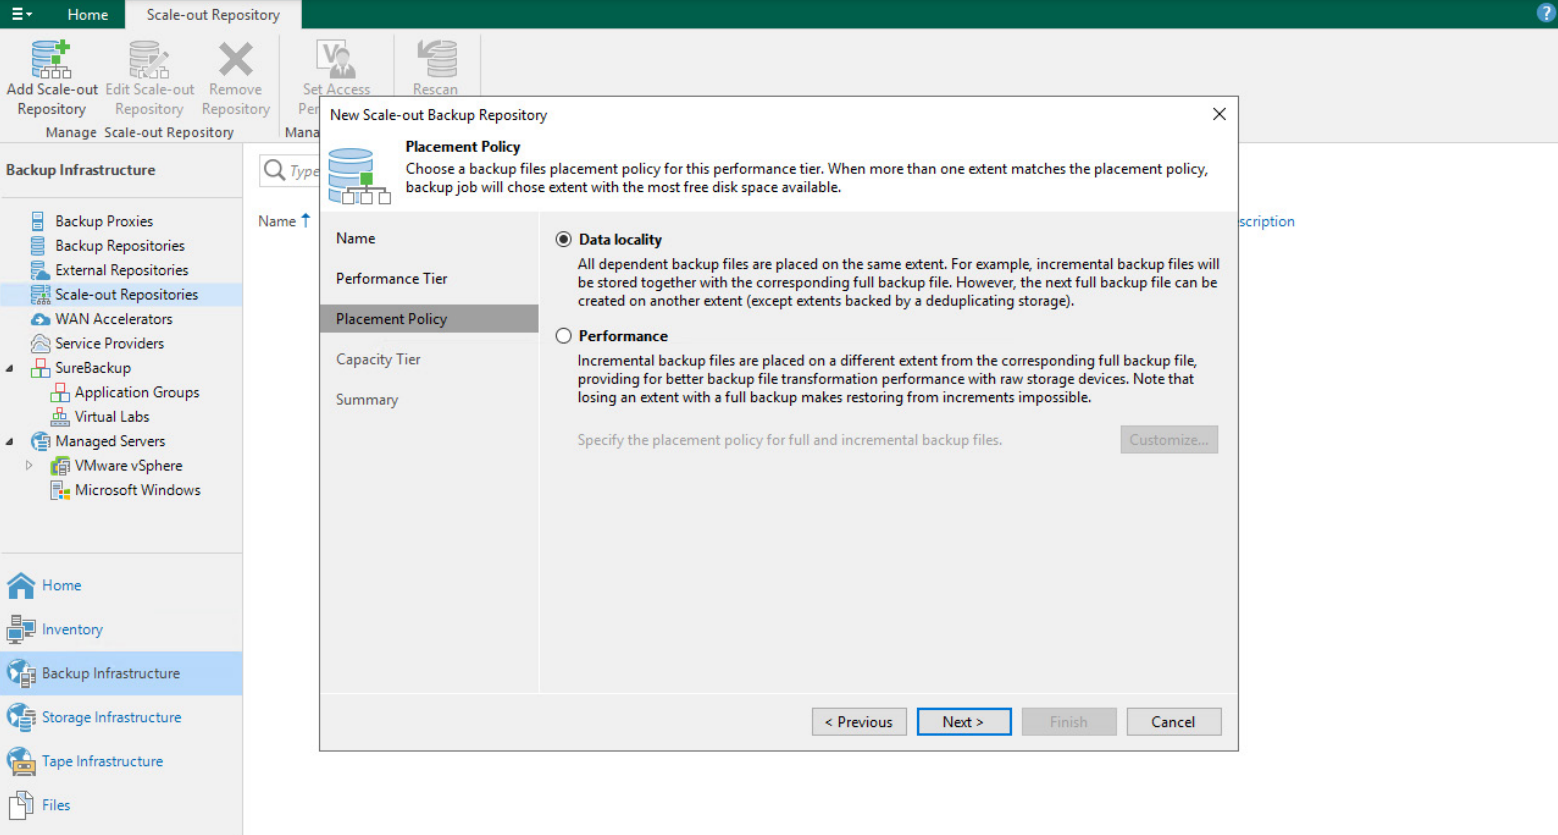 Home
Scale-out Repository
?
Add Scale-out
Repository
Edit Scale-out
Repository
Remove
Repository
Set Access
Per
Rescan
Manage Scale-out Repository
Mana
Backup Infrastructure
Backup Proxies
Backup Repositories
External Repositories
Scale-out Repositories
WAN Accelerators
Service Providers
SureBackup
Application Groups
Virtual Labs
Managed Servers
VMware vSphere
Microsoft Windows
Home
Inventory
Backup Infrastructure
Storage Infrastructure
Tape Infrastructure
Files
Type
Name
scription
New Scale-out Backup Repository
Placement Policy
Choose a backup files placement policy for this performance tier. When more than one extent matches the placement policy,
backup job will chose extent with the most free disk space available.
Name
Performance Tier
Placement Policy
Capacity Tier
Summary
Data locality
All dependent backup files are placed on the same extent. For example, incremental backup files will
be stored together with the corresponding full backup file. However, the next full backup file can be
created on another extent (except extents backed by a deduplicating storage).
Performance
Incremental backup files are placed on a different extent from the corresponding full backup file,
providing for better backup file transformation performance with raw storage devices. Note that
losing an extent with a full backup makes restoring from increments impossible.
Specify the placement policy for full and incremental backup files.
Customize...
< Previous
Next >
Finish
Cancel